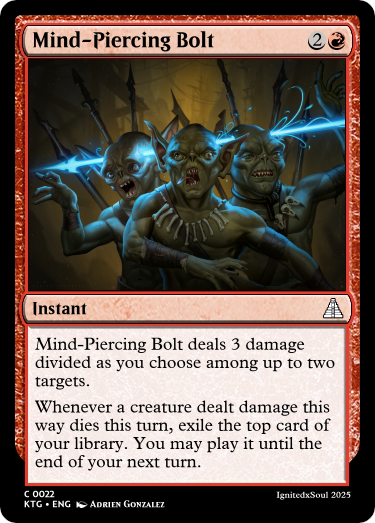 Mind-Piercing Bolt 2
Instant
Mind-Piercing Bolt deals 3 damage
divided as you choose among up to two
targets.
Whenever a creature dealt damage this
way dies this turn, exile the top card of
your library. You may play it until the
end of your next turn.
C 0022
KTG • ENG Adrien Gonzalez
IgnitedxSoul 2025